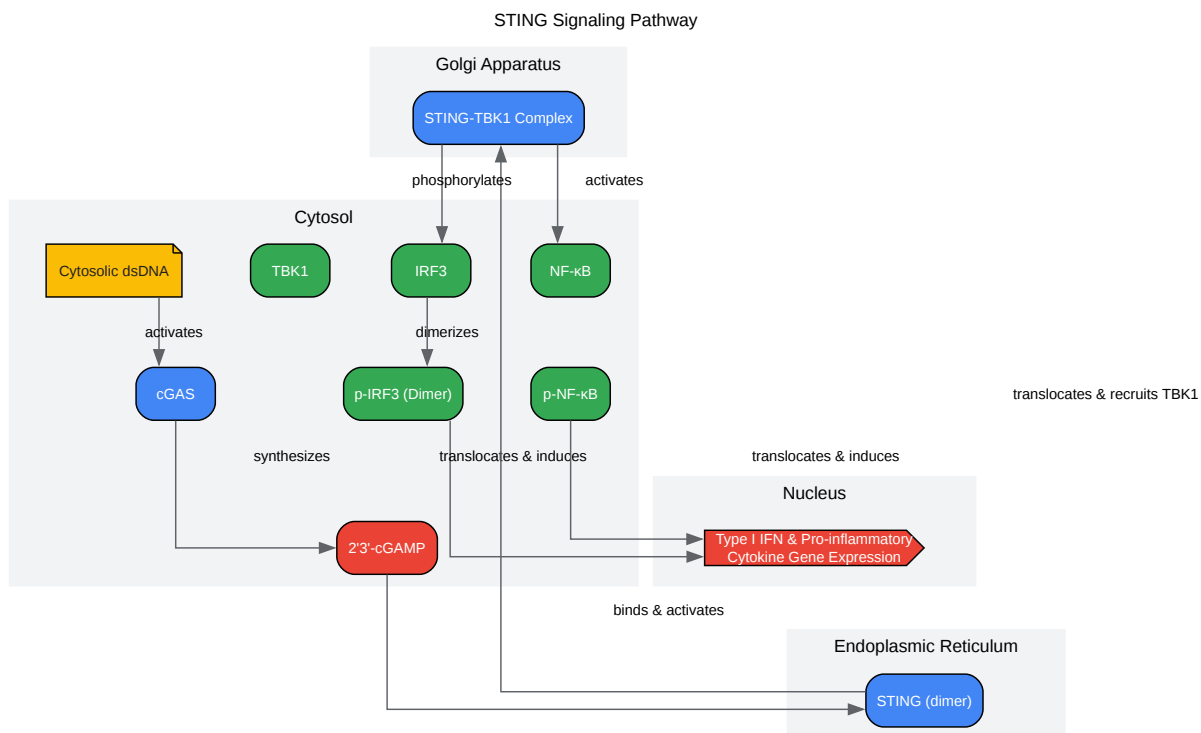 STING Signaling Pathway
Golgi Apparatus
STING-TBK1 Complex
phosphorylates
activates
Cytosol
Cytosolic dsDNA
TBK1
IRF3
NF-κB
activates
dimerizes
cGAS
p-IRF3 (Dimer)
p-NF-κB
translocates & recruits TBK1
synthesizes
translocates & induces
translocates & induces
Nucleus
2'3'-cGAMP
Type I IFN & Pro-inflammatory
Cytokine Gene Expression
binds & activates
Endoplasmic Reticulum
STING (dimer)